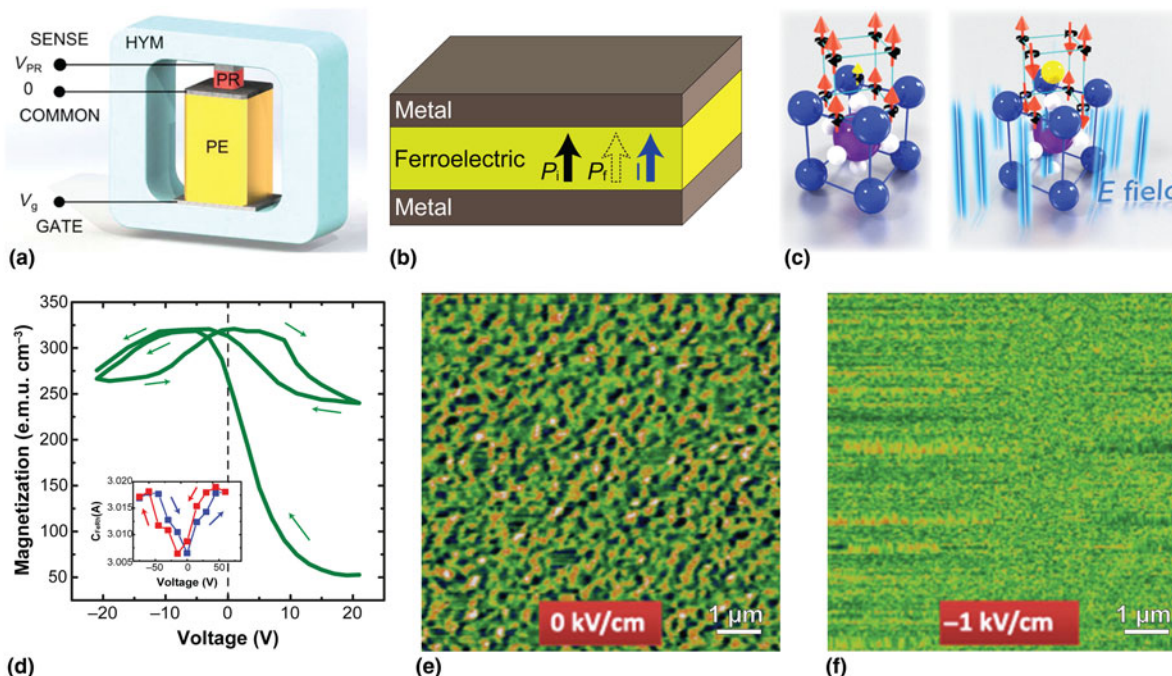 SENSE
HYM
V_PR
PR
0
COMMON
PE
V_g
GATE
(a)
Metal
Ferroelectric
P_i
P_f
I
Metal
(b)
E field
(c)
350
300
250
200
150
100
50
Magnetization (e.m.u. cm⁻³)
–20
–10
0
10
20
Voltage (V)
3.020
3.015
3.010
3.005
–50
0
50
Voltage (V)
(d)
0 kV/cm
1 μm
(e)
–1 kV/cm
1 μm
(f)